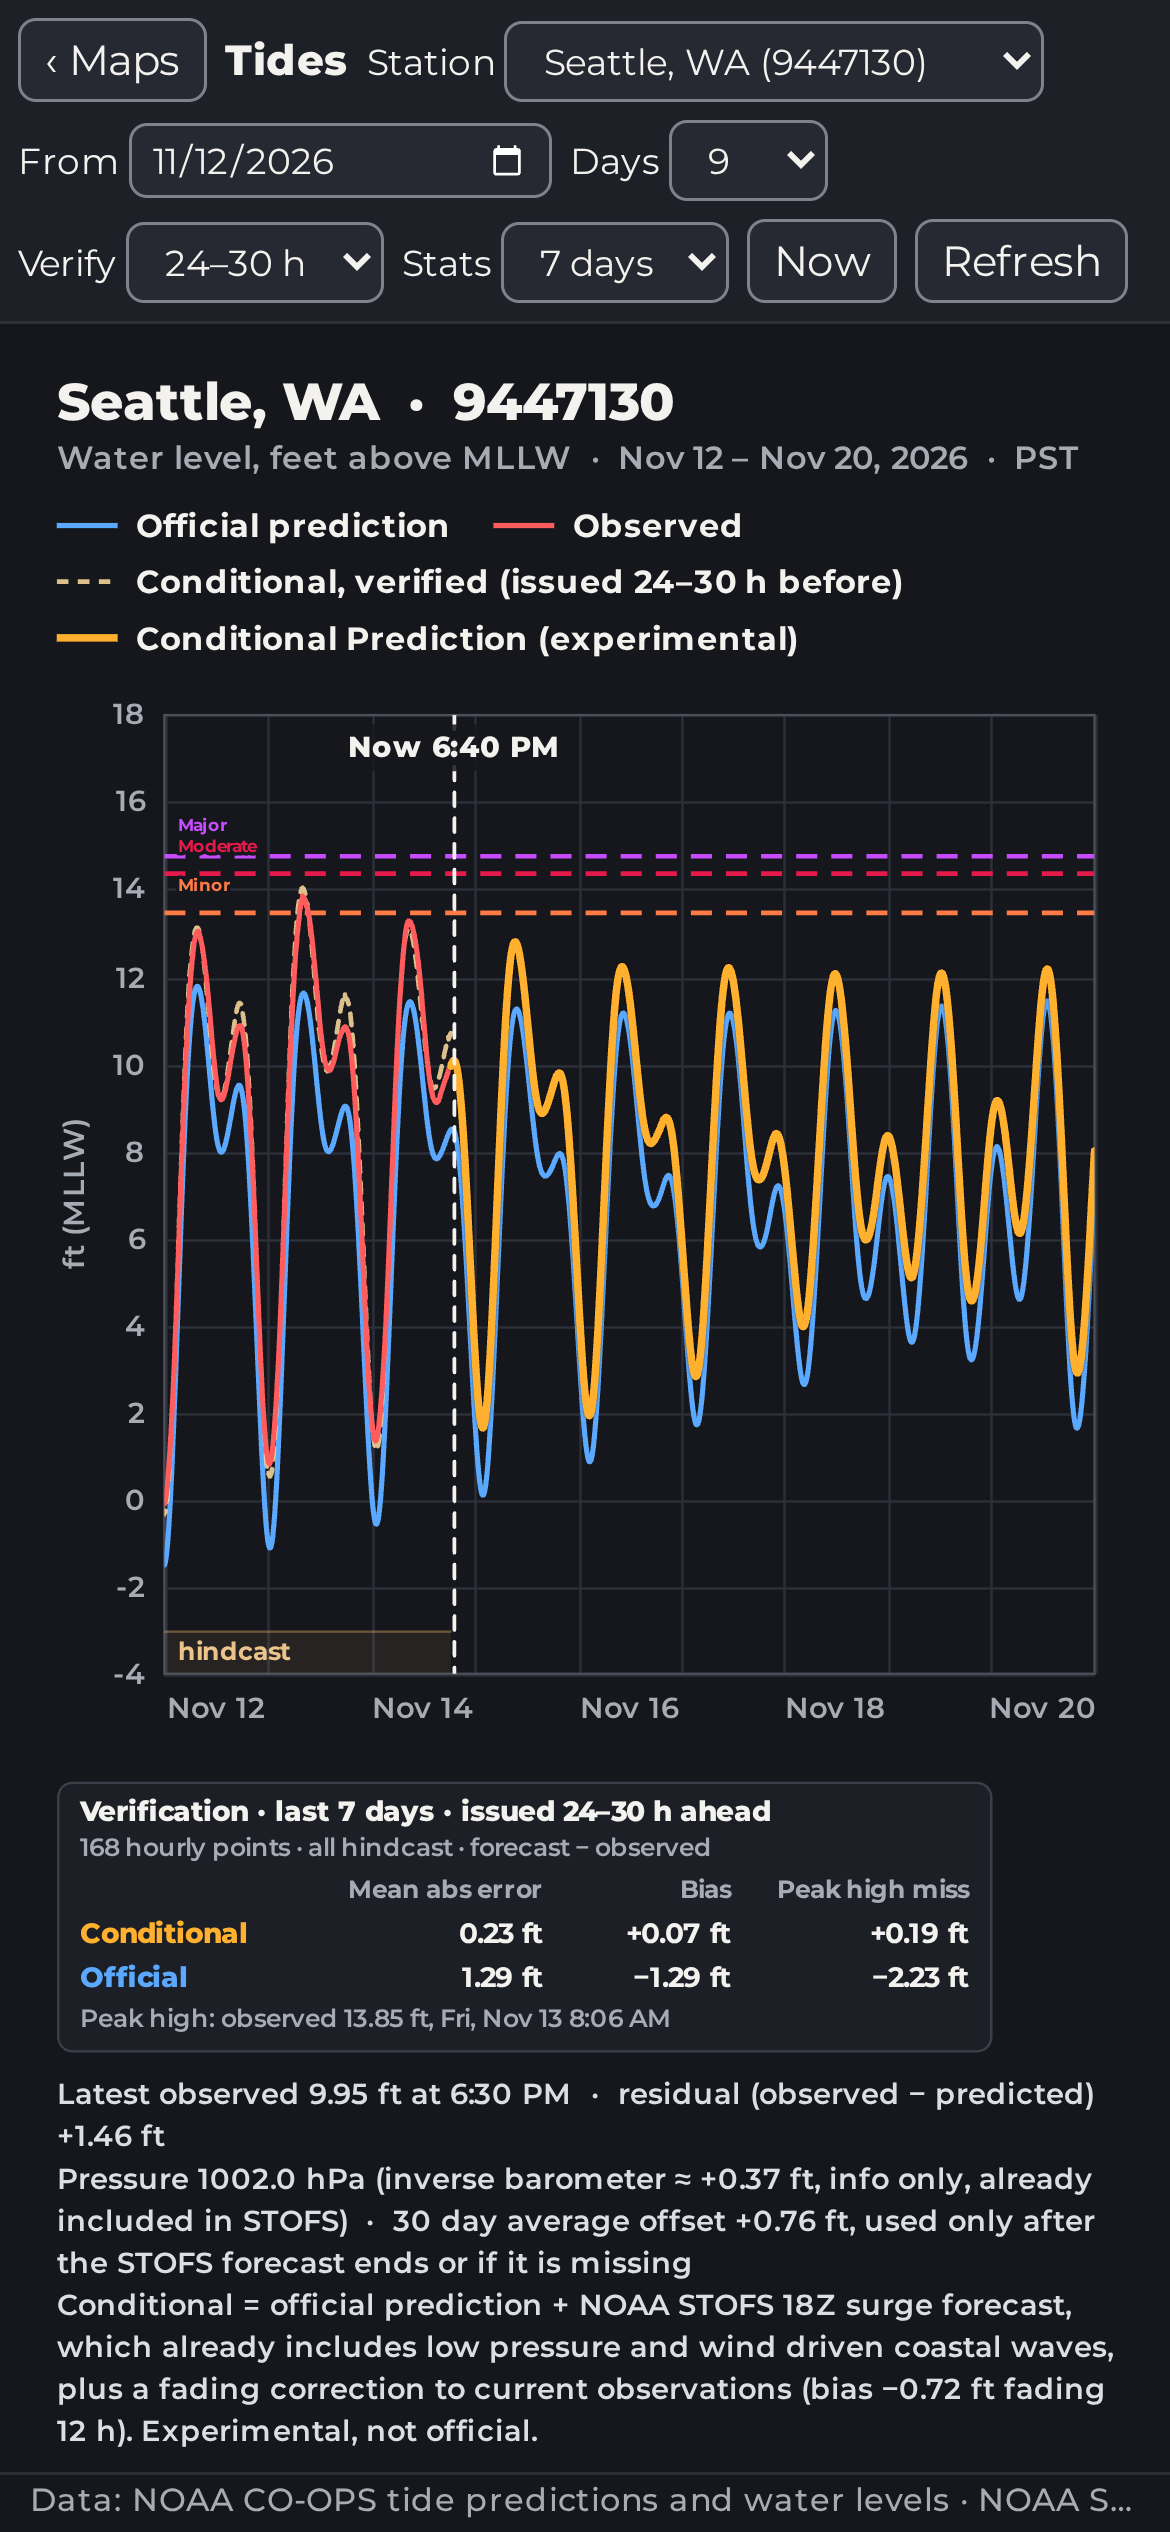 ‹ Maps Tides Station Seattle, WA (9447130)
From 11/12/2026 Days 9
Verify 24–30 h Stats 7 days Now Refresh
Seattle, WA · 9447130
Water level, feet above MLLW · Nov 12 – Nov 20, 2026 · PST
Official prediction Observed
Conditional, verified (issued 24–30 h before)
Conditional Prediction (experimental)
18
Now 6:40 PM
16
Major
Moderate
14
Minor
12
10
8
ft (MLLW)
6
4
2
0
-2
hindcast
-4
Nov 12 Nov 14 Nov 16 Nov 18 Nov 20
Verification · last 7 days · issued 24–30 h ahead
168 hourly points · all hindcast · forecast − observed
Mean abs error Bias Peak high miss
Conditional 0.23 ft +0.07 ft +0.19 ft
Official 1.29 ft −1.29 ft −2.23 ft
Peak high: observed 13.85 ft, Fri, Nov 13 8:06 AM
Latest observed 9.95 ft at 6:30 PM · residual (observed − predicted)
+1.46 ft
Pressure 1002.0 hPa (inverse barometer ≈ +0.37 ft, info only, already
included in STOFS) · 30 day average offset +0.76 ft, used only after
the STOFS forecast ends or if it is missing
Conditional = official prediction + NOAA STOFS 18Z surge forecast,
which already includes low pressure and wind driven coastal waves,
plus a fading correction to current observations (bias −0.72 ft fading
12 h). Experimental, not official.
Data: NOAA CO-OPS tide predictions and water levels · NOAA S...